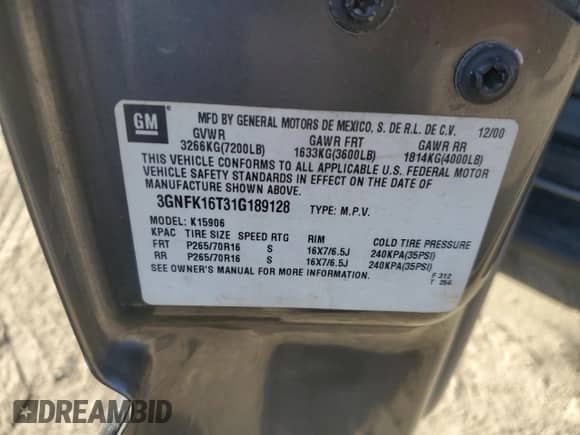 GM ®
MFD BY GENERAL MOTORS DE MEXICO, S. DE R.L. DE C.V. 12/00
GVWR GAWR FRT GAWR RR
3266KG(7200LB) 1633KG(3600LB) 1814KG(4000LB)
THIS VEHICLE CONFORMS TO ALL APPLICABLE U.S. FEDERAL MOTOR
VEHICLE SAFETY STANDARDS IN EFFECT ON THE DATE OF
MANUFACTURE SHOWN ABOVE.
3GNFK16T31G189128 TYPE: M.P.V.
MODEL: K15906
KPAC TIRE SIZE SPEED RTG RIM COLD TIRE PRESSURE
FRT P265/70R16 S 16X7/6.5J 240KPA(35PSI)
RR P265/70R16 S 16X7/6.5J 240KPA(35PSI)
SEE OWNER'S MANUAL FOR MORE INFORMATION.
F 312
T 256
DREAMBID